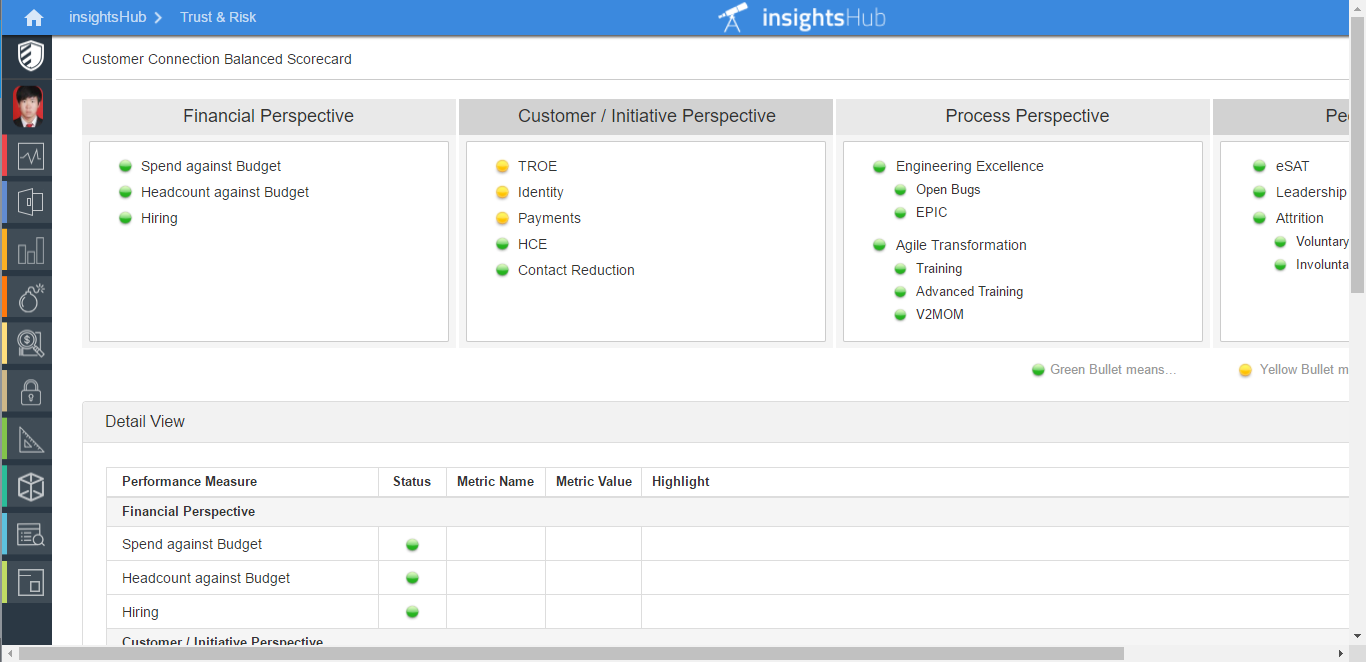 insightsHub
Trust & Risk
insightsHub
Customer Connection Balanced Scorecard
Financial Perspective
Spend against Budget
Headcount against Budget
Hiring
Customer / Initiative Perspective
TROE
Identity
Payments
HCE
Contact Reduction
Process Perspective
Engineering Excellence
Open Bugs
EPIC
Agile Transformation
Training
Advanced Training
V2MOM
Pe
eSAT
Leadership
Attrition
Voluntary
Involunta
Green Bullet means...
Yellow Bullet m
Detail View
Performance Measure Status Metric Name Metric Value Highlight
Financial Perspective
Spend against Budget
Headcount against Budget
Hiring
Customer / Initiative Perspective